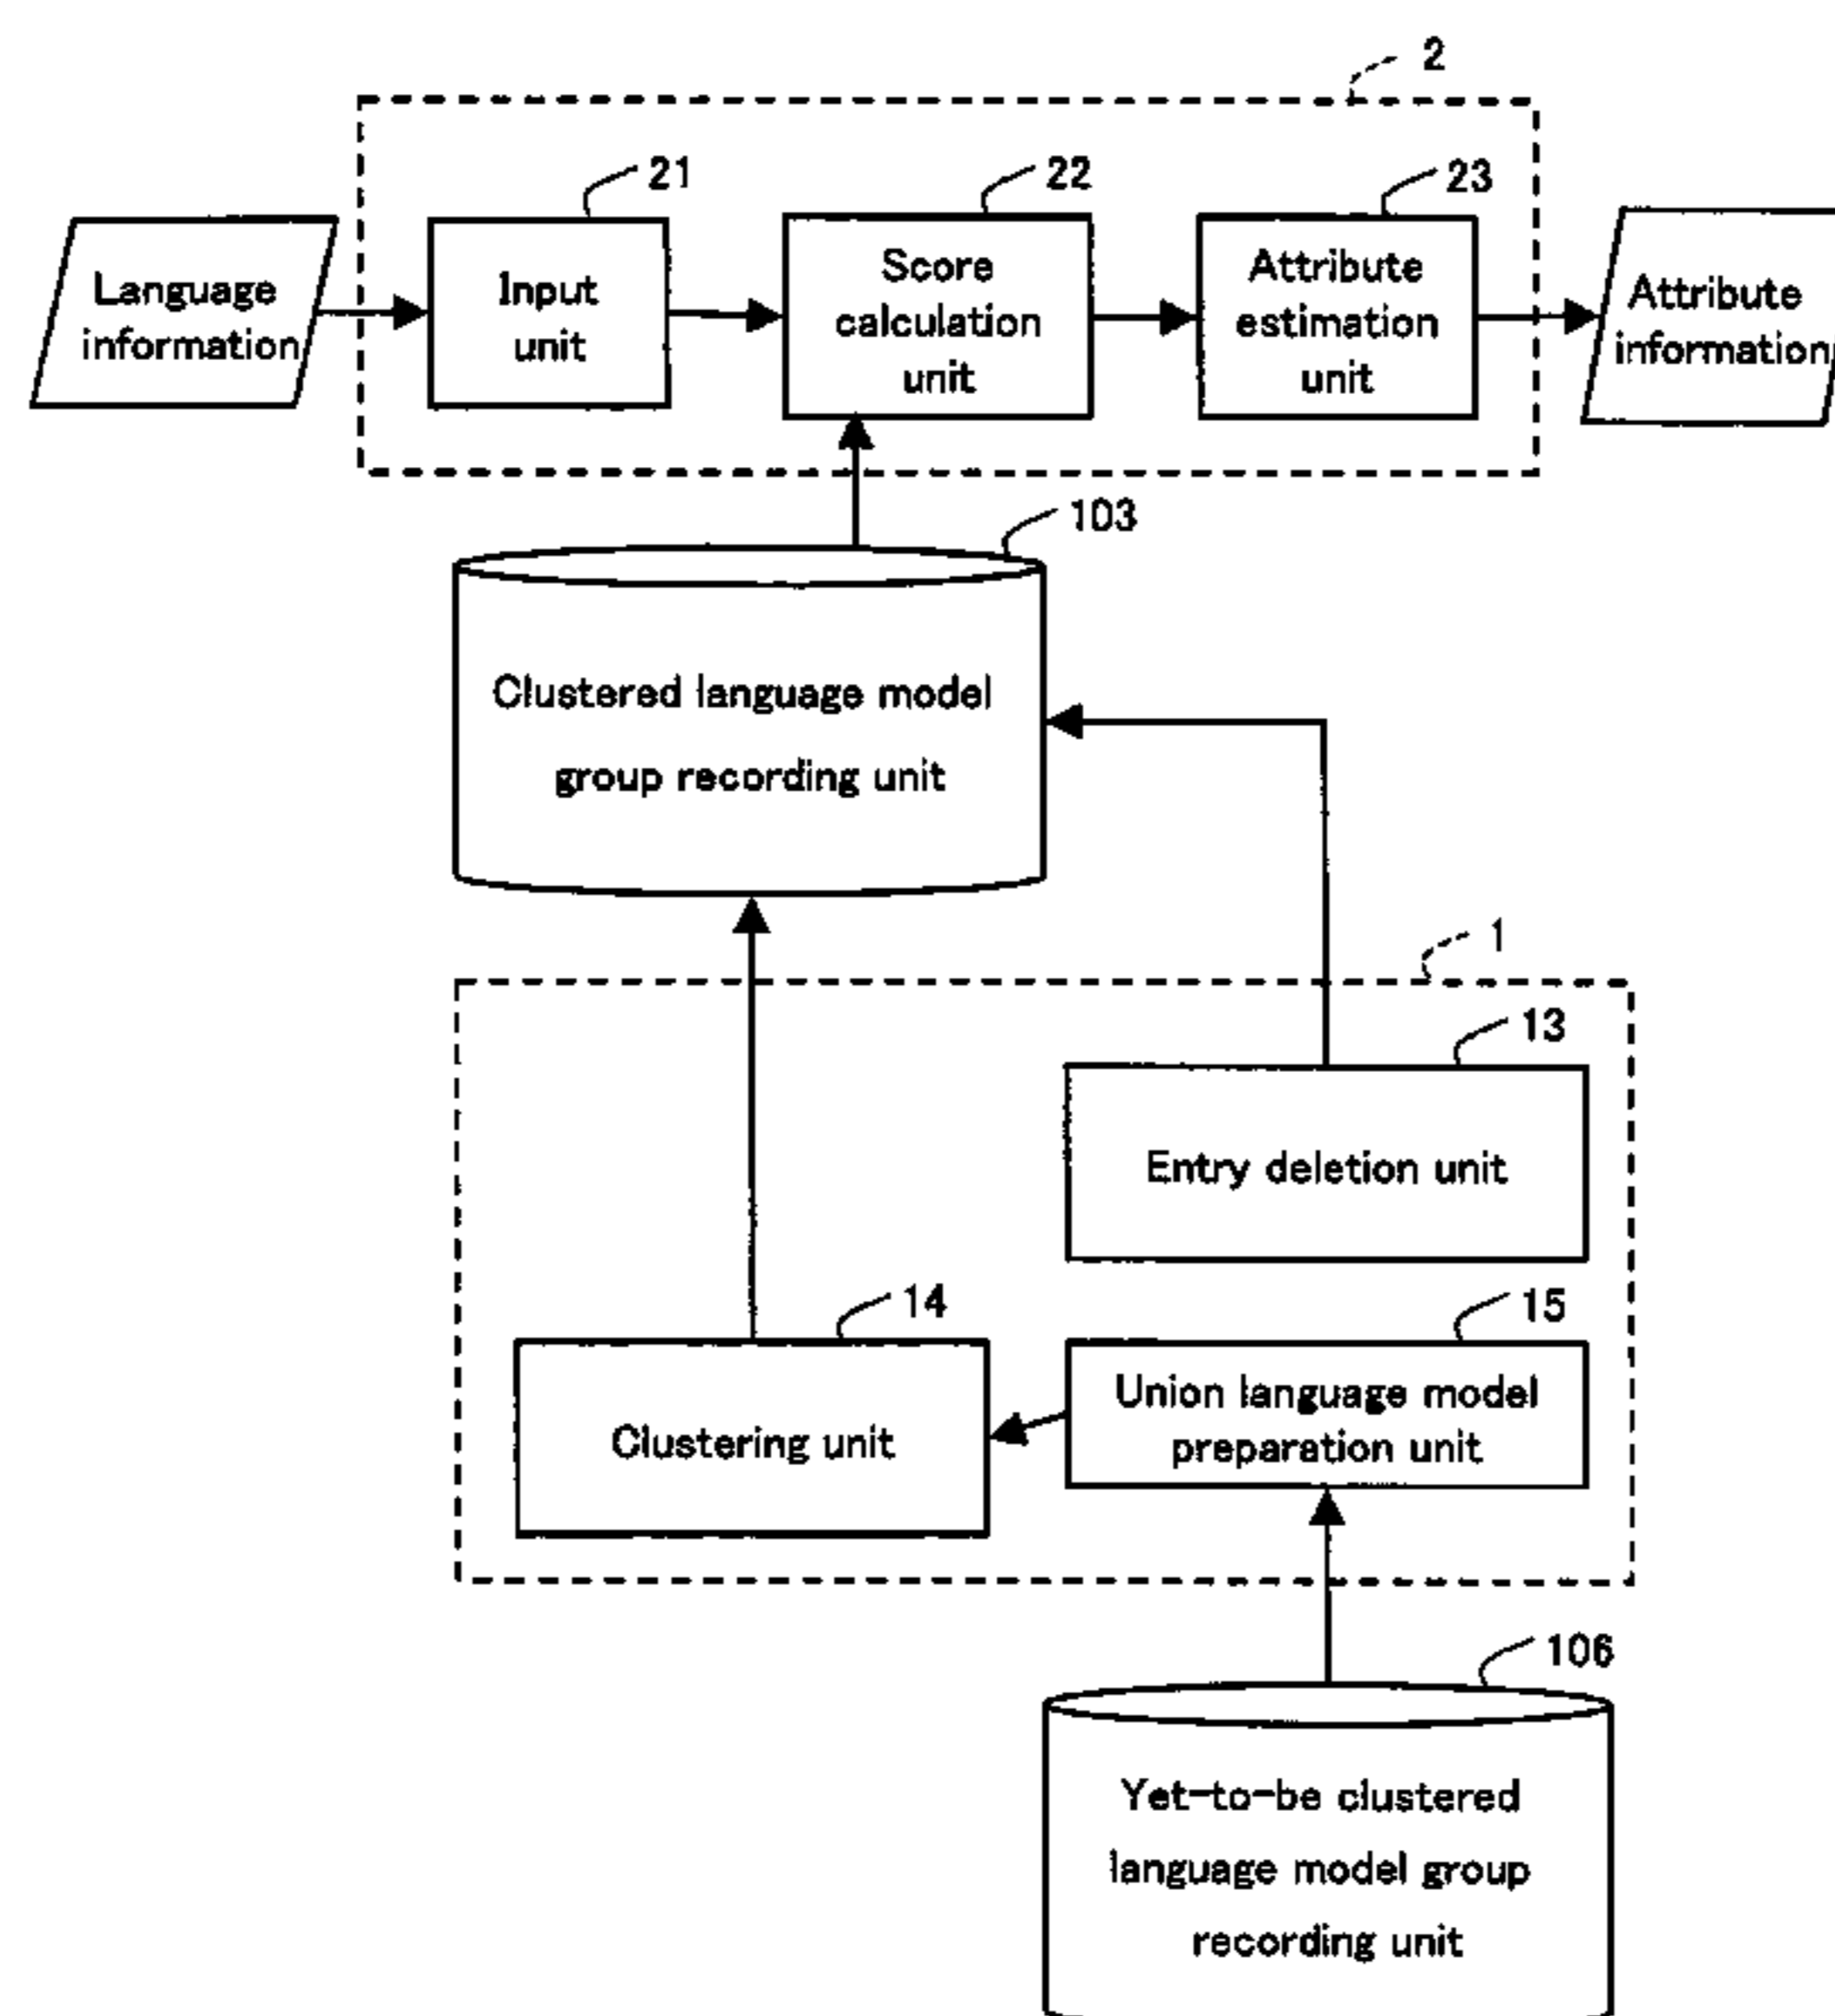 2
21
22
23
Language
information
Input
unit
Score
calculation
unit
Attribute
estimation
unit
Attribute
information
103
Clustered language model
group recording unit
1
13
Entry deletion unit
14
15
Clustering unit
Union language model
preparation unit
106
Yet-to-be clustered
language model group
recording unit